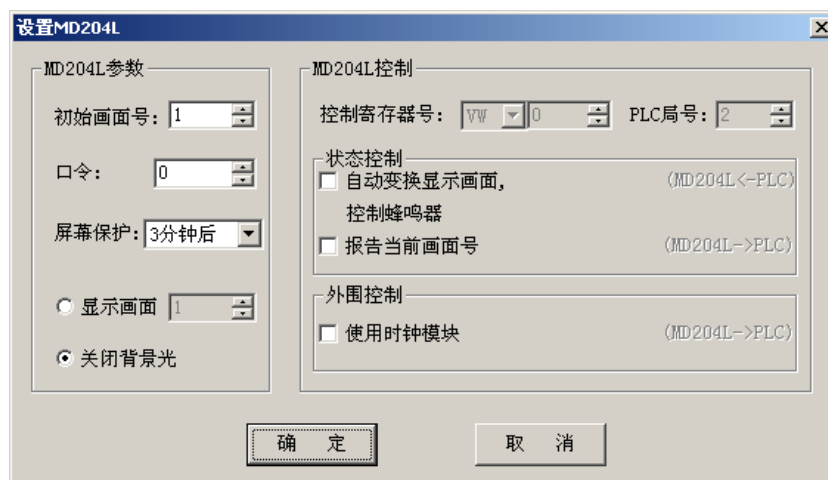 设置MD204L
MD204L参数
初始画面号: 1
口令: 0
屏幕保护: 3分钟后
显示画面 1
关闭背景光
MD204L控制
控制寄存器号: VW 0 PLC局号: 2
状态控制
自动变换显示画面, (MD204L<-PLC)
控制蜂鸣器
报告当前画面号 (MD204L->PLC)
外围控制
使用时钟模块 (MD204L->PLC)
确 定 取 消